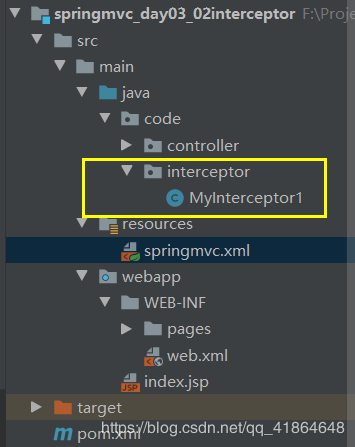 springmvc_day03_02interceptor F:\Proje
src
main
java
code
controller
interceptor
MyInterceptor1
resources
springmvc.xml
webapp
WEB-INF
pages
web.xml
index.jsp
target
pom.xml
https://blog.csdn.net/qq_41864648